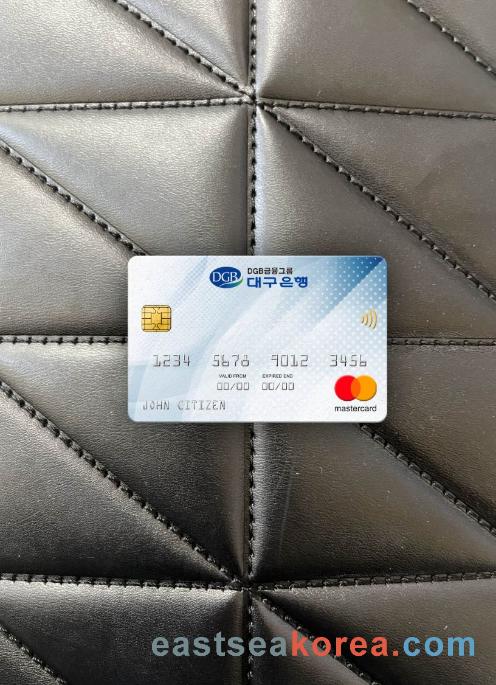 DGB
DGB금융그룹
대구은행
1234 5678 9012 3456
VALID FROM EXPIRED END
00/00 00/00
JOHN CITIZEN
mastercard
eastseakorea.com